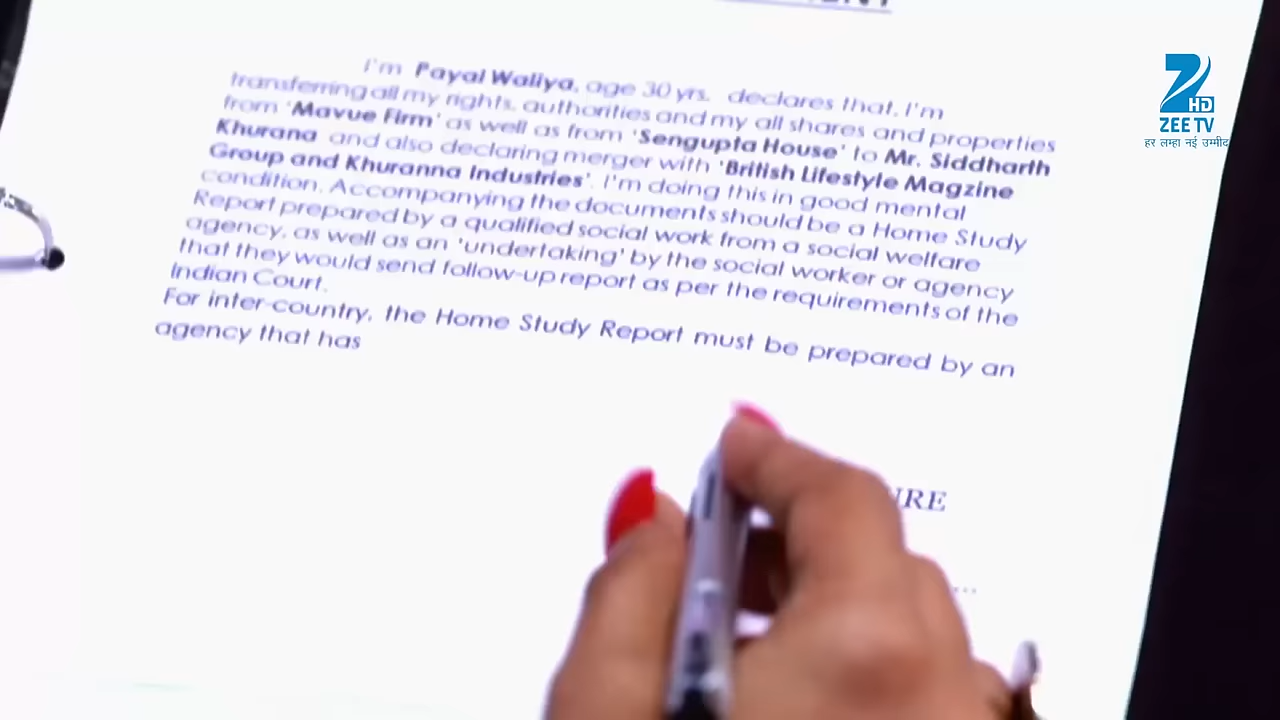 I'm Payal Waliya, age 30 yrs. declares that, I'm
transferring all my rights, authorities and my all shares and properties
from 'Mavue Firm' as well as from 'Sengupta House' to Mr. Siddharth
Khurana and also declaring merger with 'British Lifestyle Magzine
Group and Khuranna Industries'. I'm doing this in good mental
condition. Accompanying the documents should be a Home Study
Report prepared by a qualified social work from a social welfare
agency, as well as an 'undertaking' by the social worker or agency
that they would send follow-up report as per the requirements of the
Indian Court.
For inter-country, the Home Study Report must be prepared by an
agency that has
Z HD
ZEE TV
हर लम्हा नई उम्मीद